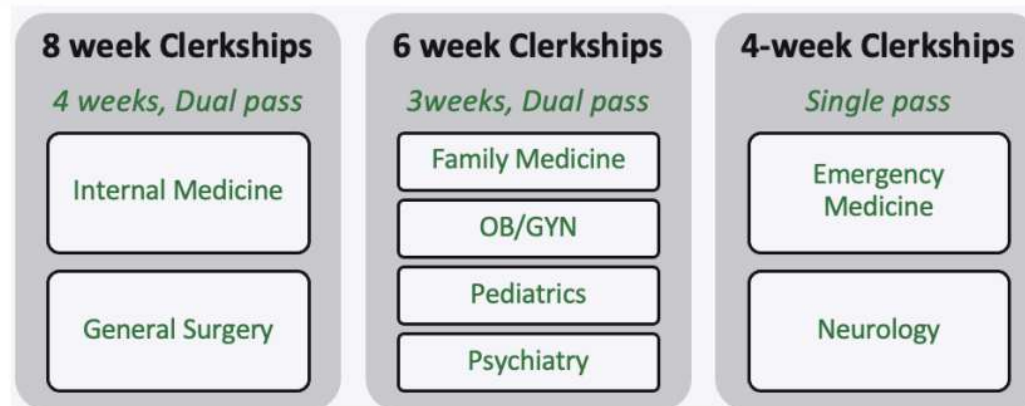 8 week Clerkships
4 weeks, Dual pass
Internal Medicine
General Surgery
6 week Clerkships
3weeks, Dual pass
Family Medicine
OB/GYN
Pediatrics
Psychiatry
4-week Clerkships
Single pass
Emergency
Medicine
Neurology